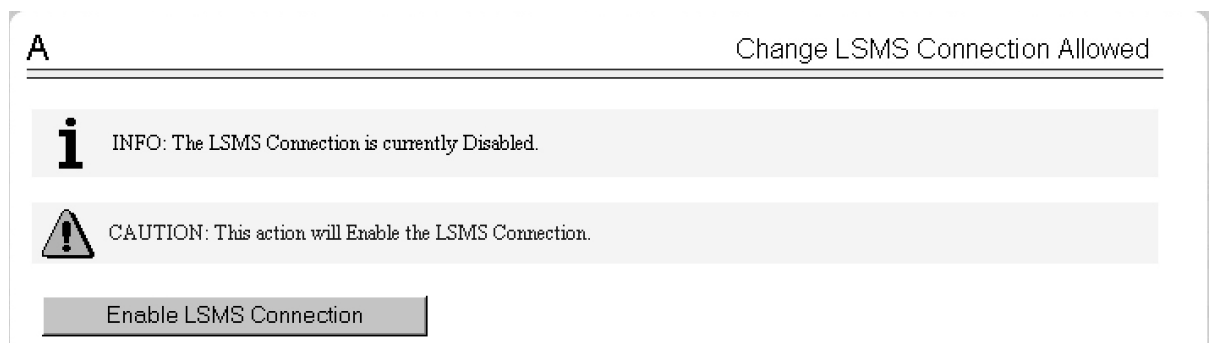 A
Change LSMS Connection Allowed
INFO: The LSMS Connection is currently Disabled.
CAUTION: This action will Enable the LSMS Connection.
Enable LSMS Connection